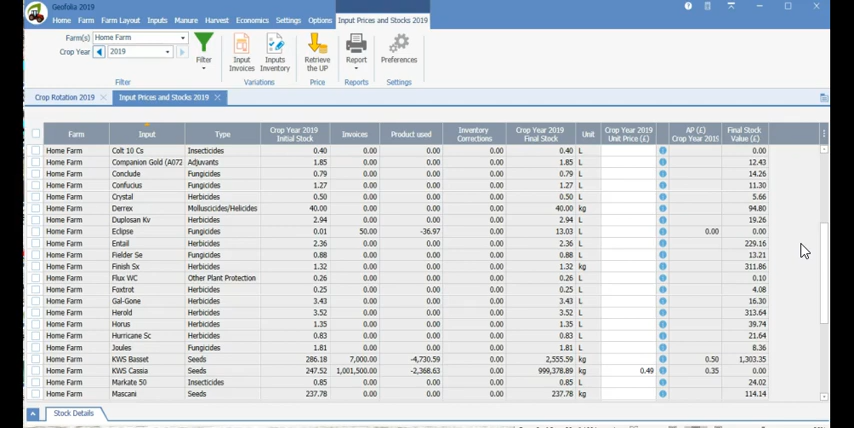 Geofolia 2019
Home Farm Farm Layout Inputs Manure Harvest Economics Settings Options Input Prices and Stocks 2019
Farm(s) Home Farm
Crop Year 2019
Filter
Input Invoices
Inputs Inventory
Retrieve the UP
Report
Preferences
Filter Variations Price Reports Settings
Crop Rotation 2019 Input Prices and Stocks 2019
Farm Input Type Crop Year 2019 Initial Stock Invoices Product used Inventory Corrections Crop Year 2019 Final Stock Unit Crop Year 2019 Unit Price (£) AP (£) Crop Year 2019 Final Stock Value (£)
Home Farm Colt 10 Cs Insecticides 0.40 0.00 0.00 0.00 0.40 L 0.00
Home Farm Companion Gold (A072 Adjuvants 1.85 0.00 0.00 0.00 1.85 L 12.43
Home Farm Conclude Fungicides 0.79 0.00 0.00 0.00 0.79 L 14.26
Home Farm Confucius Fungicides 1.27 0.00 0.00 0.00 1.27 L 11.30
Home Farm Crystal Herbicides 0.50 0.00 0.00 0.00 0.50 L 5.66
Home Farm Derrex Molluscicides/Helicides 40.00 0.00 0.00 0.00 40.00 kg 94.80
Home Farm Duplosan Kv Herbicides 2.94 0.00 0.00 0.00 2.94 L 19.26
Home Farm Eclipse Fungicides 0.01 50.00 -36.97 0.00 13.03 L 0.00 0.00
Home Farm Entail Herbicides 2.36 0.00 0.00 0.00 2.36 L 229.16
Home Farm Fielder Se Fungicides 0.88 0.00 0.00 0.00 0.88 L 13.21
Home Farm Finish Sx Herbicides 1.32 0.00 0.00 0.00 1.32 kg 311.86
Home Farm Flux WC Other Plant Protection 0.26 0.00 0.00 0.00 0.26 L 0.10
Home Farm Foxtrot Herbicides 0.25 0.00 0.00 0.00 0.25 L 4.08
Home Farm Gal-Gone Herbicides 3.43 0.00 0.00 0.00 3.43 L 16.30
Home Farm Herold Herbicides 3.52 0.00 0.00 0.00 3.52 L 313.64
Home Farm Horus Herbicides 1.35 0.00 0.00 0.00 1.35 L 39.74
Home Farm Hurricane Sc Herbicides 0.83 0.00 0.00 0.00 0.83 L 21.64
Home Farm Joules Fungicides 1.81 0.00 0.00 0.00 1.81 L 8.36
Home Farm KWS Basset Seeds 286.18 7,000.00 -4,730.59 0.00 2,555.59 kg 0.50 1,303.35
Home Farm KWS Cassia Seeds 247.52 1,001,500.00 -2,368.63 0.00 999,378.89 kg 0.49 0.35 0.00
Home Farm Markate 50 Insecticides 0.85 0.00 0.00 0.00 0.85 L 24.02
Home Farm Mascani Seeds 237.78 0.00 0.00 0.00 237.78 kg 114.14
Stock Details